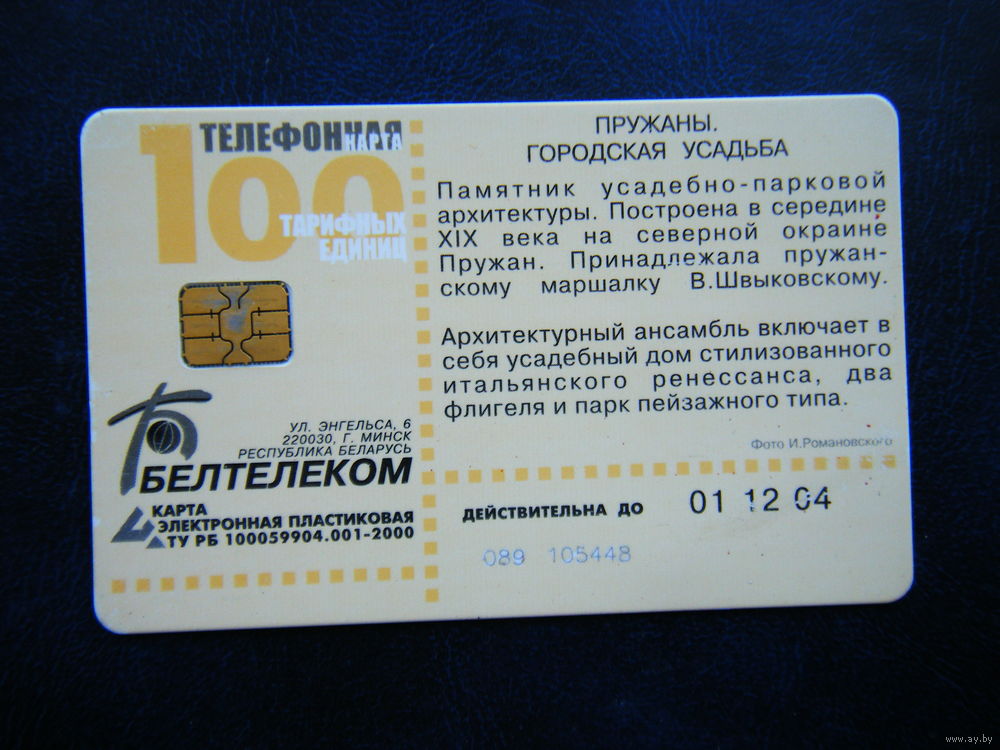 ТЕЛЕФОННАЯ
КАРТА
100
ТАРИФНЫХ
ЕДИНИЦ
УЛ. ЭНГЕЛЬСА, 6
220030, Г. МИНСК
РЕСПУБЛИКА БЕЛАРУСЬ
БЕЛТЕЛЕКОМ
КАРТА
ЭЛЕКТРОННАЯ ПЛАСТИКОВАЯ
ТУ РБ 100059904.001-2000
ПРУЖАНЫ.
ГОРОДСКАЯ УСАДЬБА
Памятник усадебно-парковой
архитектуры. Построена в середине
XIX века на северной окраине
Пружан. Принадлежала пружан-
скому маршалку В.Швыковскому.
Архитектурный ансамбль включает в
себя усадебный дом стилизованного
итальянского ренессанса, два
флигеля и парк пейзажного типа.
Фото И.Романовского
ДЕЙСТВИТЕЛЬНА ДО 01 12 04
089 105448
www.ay.by